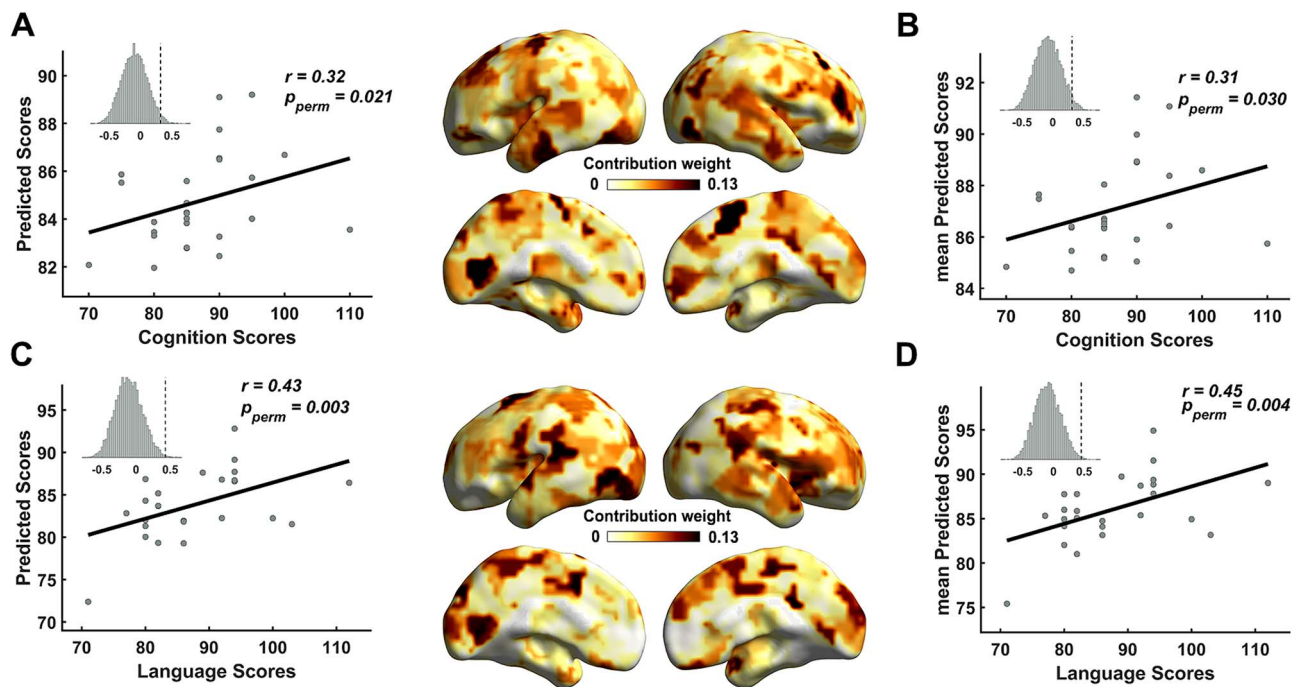 A
Predicted Scores
90
88
86
84
82
70 80 90 100 110
Cognition Scores
-0.5 0 0.5
r = 0.32
pperm = 0.021
Contribution weight
0 0.13
B
mean Predicted Scores
92
90
88
86
84
70 80 90 100 110
Cognition Scores
-0.5 0 0.5
r = 0.31
pperm = 0.030
C
Predicted Scores
95
90
85
80
75
70
70 80 90 100 110
Language Scores
-0.5 0 0.5
r = 0.43
pperm = 0.003
Contribution weight
0 0.13
D
mean Predicted Scores
95
90
85
80
75
70 80 90 100 110
Language Scores
-0.5 0 0.5
r = 0.45
pperm = 0.004